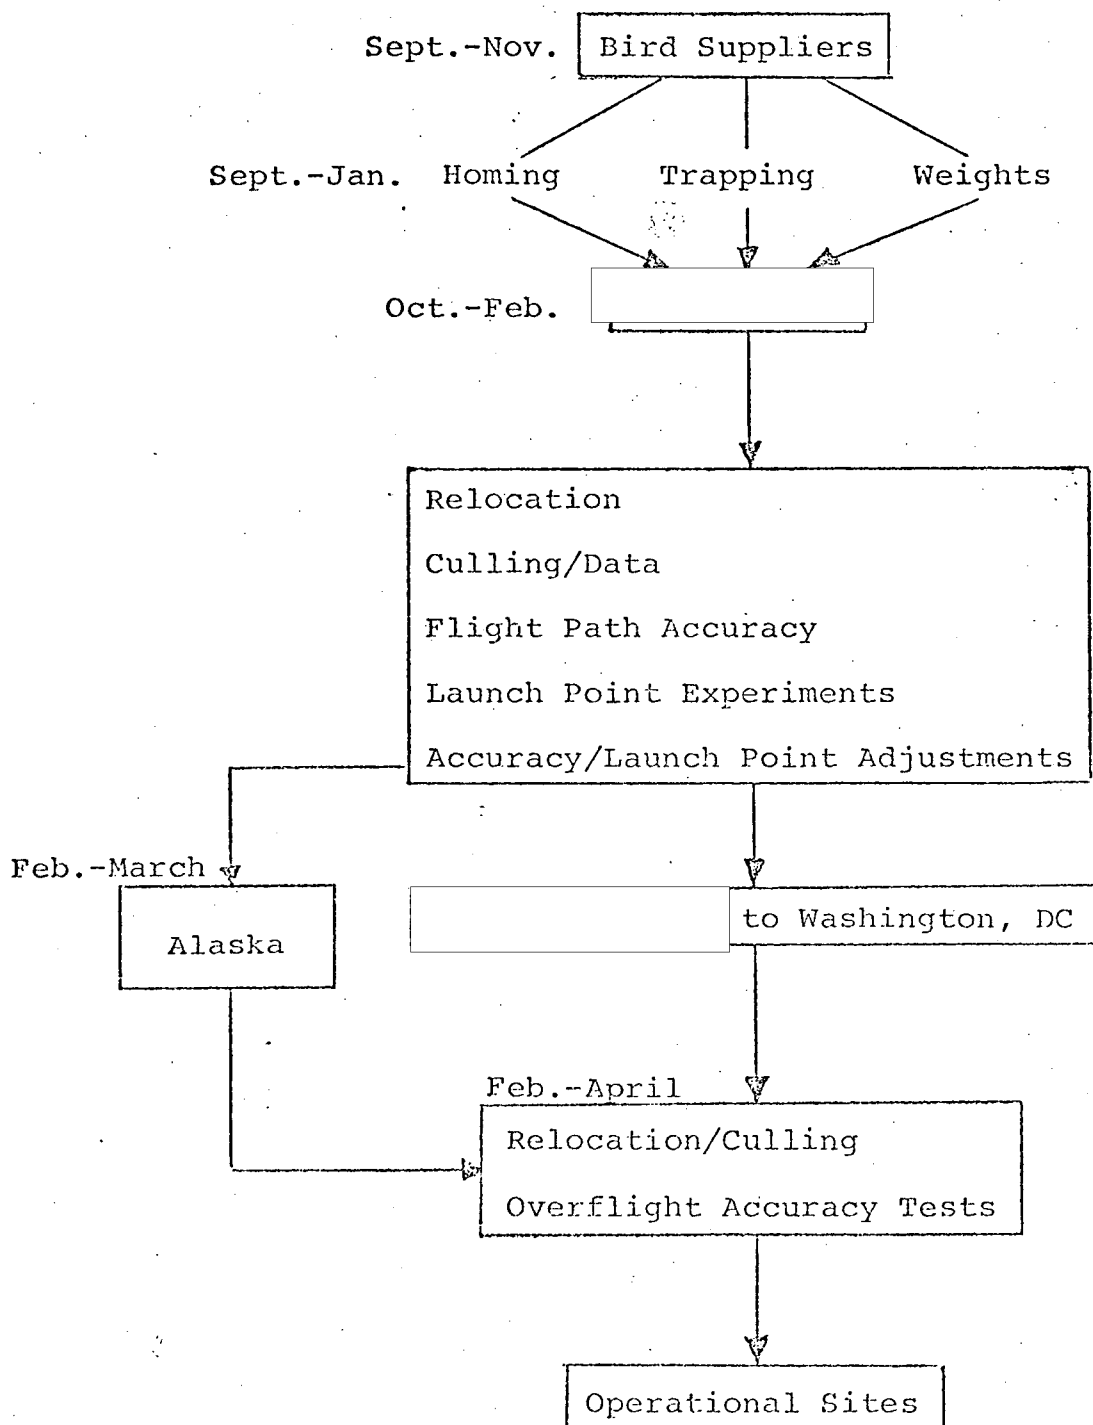 Sept.-Nov. Bird Suppliers
Sept.-Jan. Homing Trapping Weights
Oct.-Feb.
Relocation
Culling/Data
Flight Path Accuracy
Launch Point Experiments
Accuracy/Launch Point Adjustments
Feb.-March
Alaska
to Washington, DC
Feb.-April
Relocation/Culling
Overflight Accuracy Tests
Operational Sites